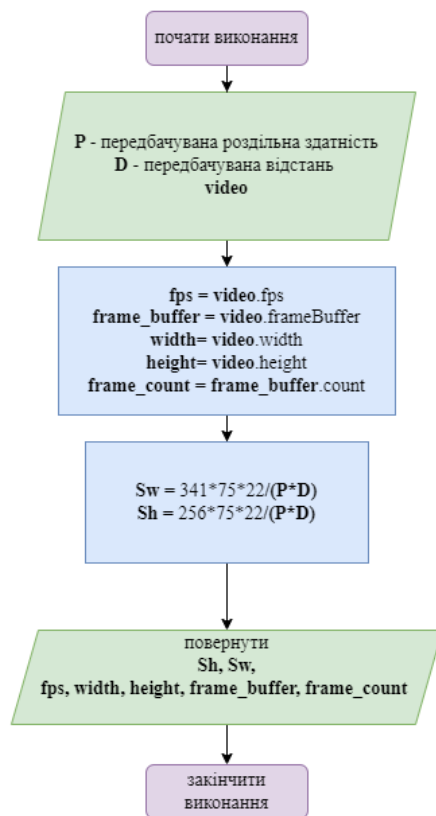 почати виконання
P - передбачувана роздільна здатність
D - передбачувана відстань
video
fps = video.fps
frame_buffer = video.frameBuffer
width= video.width
height= video.height
frame_count = frame_buffer.count
Sw = 341*75*22/(P*D)
Sh = 256*75*22/(P*D)
повернути
Sh, Sw,
fps, width, height, frame_buffer, frame_count
закінчити
виконання